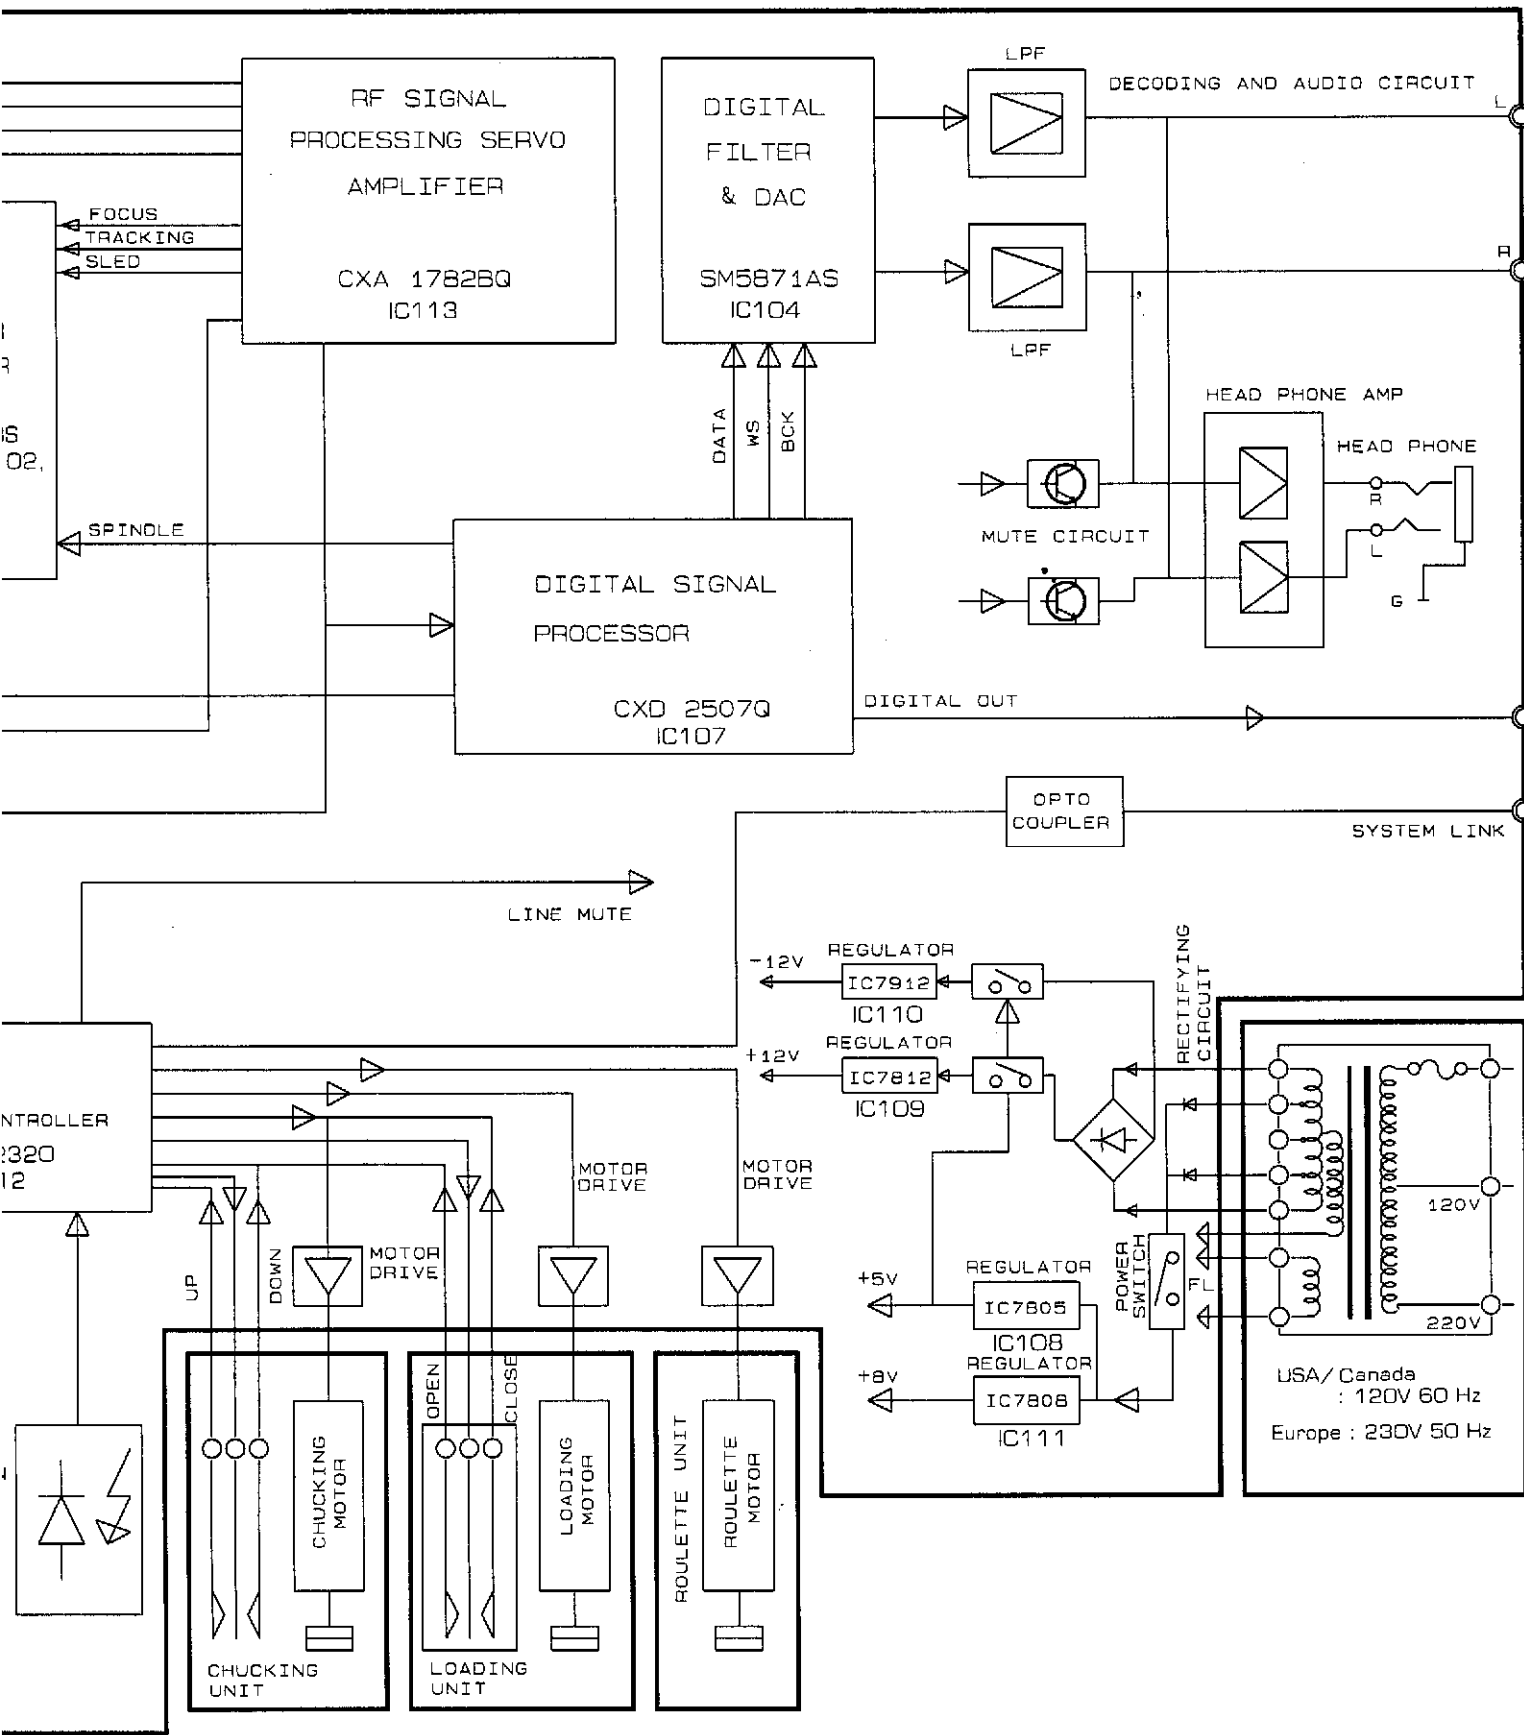 RF SIGNAL
PROCESSING SERVO
AMPLIFIER
CXA 1782BQ
IC113
DIGITAL
FILTER
& DAC
SM5871AS
IC104
LPF
LPF
DECODING AND AUDIO CIRCUIT
L
R
FOCUS
TRACKING
SLED
02,
SPINDLE
DATA
WS
BCK
HEAD PHONE AMP
HEAD PHONE
R
L
G
MUTE CIRCUIT
DIGITAL SIGNAL
PROCESSOR
CXD 2507Q
IC107
DIGITAL OUT
OPTO
COUPLER
SYSTEM LINK
LINE MUTE
-12V
REGULATOR
IC7912
IC110
+12V
REGULATOR
IC7812
IC109
RECTIFYING
CIRCUIT
NTROLLER
2320
12
MOTOR
DRIVE
MOTOR
DRIVE
MOTOR
DRIVE
UP
DOWN
+5V
REGULATOR
IC7805
IC108
+8V
REGULATOR
IC7808
IC111
POWER
SWITCH
FL
120V
220V
USA/Canada
: 120V 60 Hz
Europe : 230V 50 Hz
OPEN
CLOSE
CHUCKING
MOTOR
LOADING
MOTOR
ROULETTE UNIT
ROULETTE
MOTOR
CHUCKING
UNIT
LOADING
UNIT